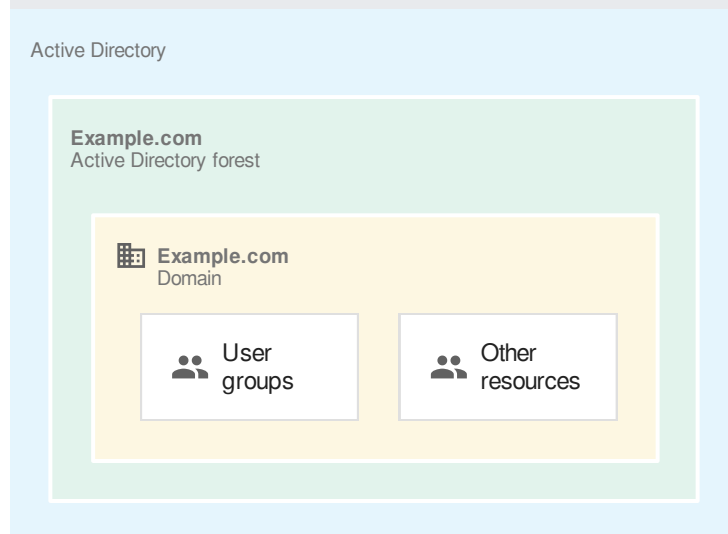 Active Directory
Example.com
Active Directory forest
Example.com
Domain
User
groups
Other
resources